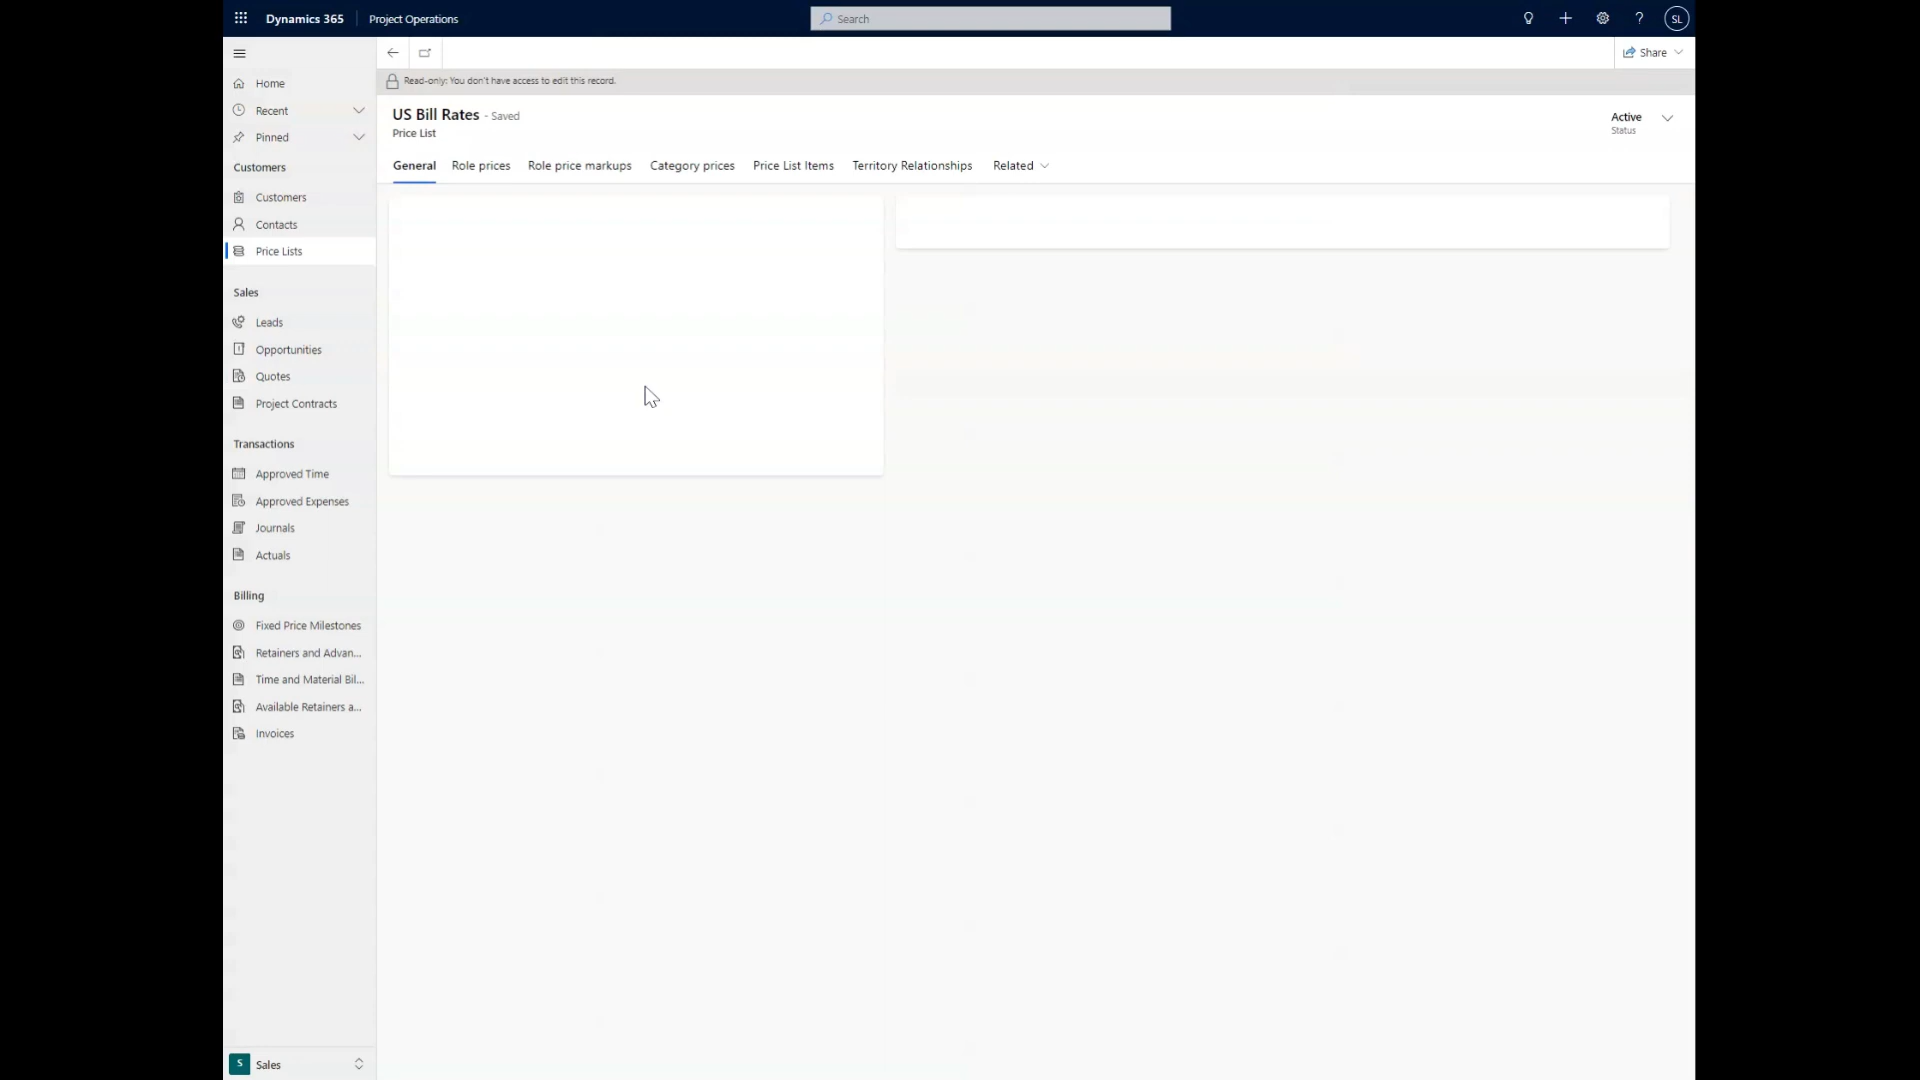 Dynamics 365
Project Operations
Search
?
SL
Share
Read-only: You don't have access to edit this record.
US Bill Rates - Saved
Price List
Active
Status
General
Role prices
Role price markups
Category prices
Price List Items
Territory Relationships
Related
Home
Recent
Pinned
Customers
Customers
Contacts
Price Lists
Sales
Leads
Opportunities
Quotes
Project Contracts
Transactions
Approved Time
Approved Expenses
Journals
Actuals
Billing
Fixed Price Milestones
Retainers and Advan...
Time and Material Bil...
Available Retainers a...
Invoices
S
Sales